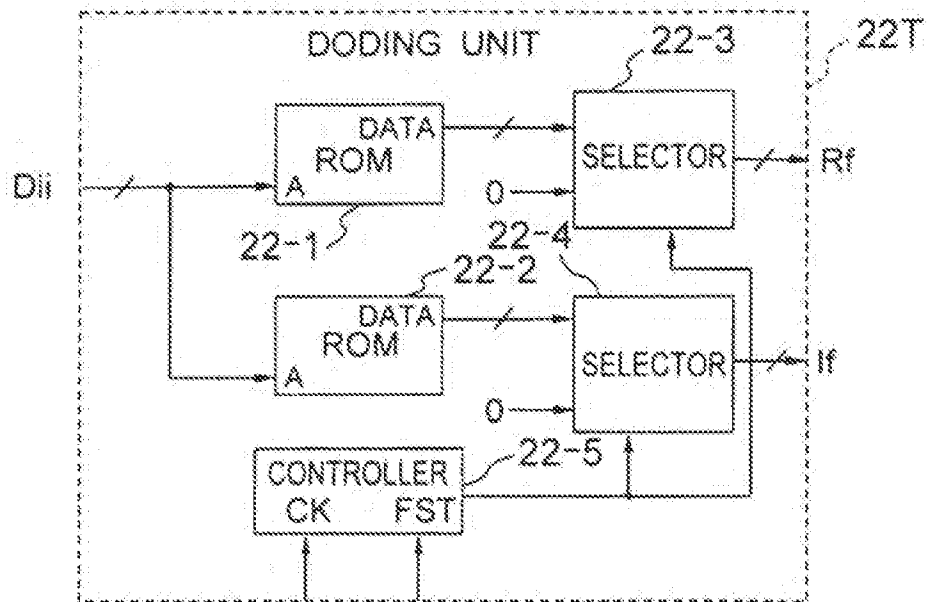 DODING UNIT
22-3
22T
DATA
ROM
A
SELECTOR
Dii
Rf
0
22-1
22-4
22-2
DATA
ROM
A
SELECTOR
If
0
22-5
CONTROLLER
CK FST